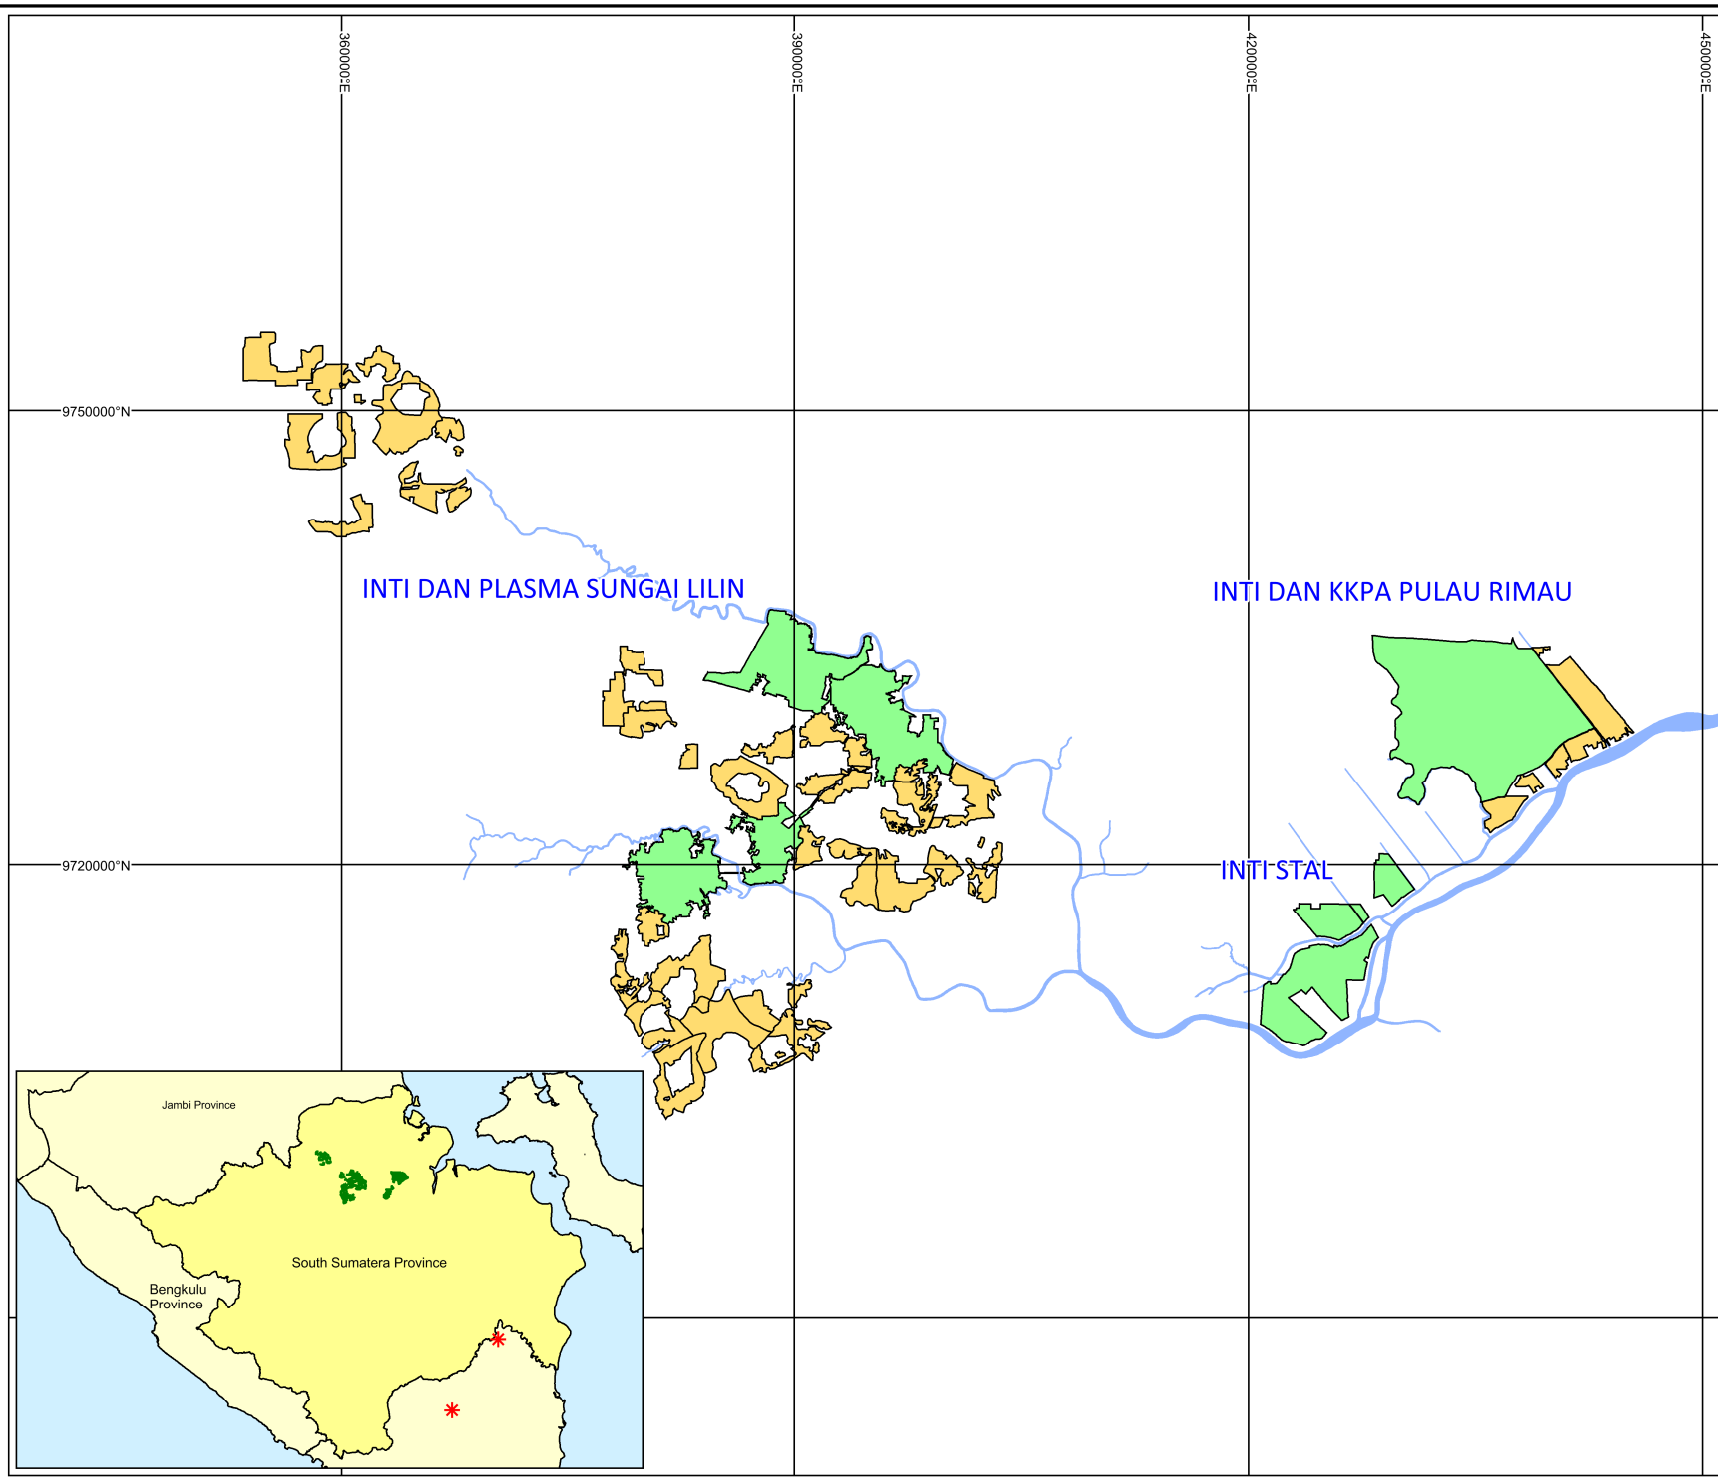 360000°E
390000°E
420000°E
450000°E
9750000°N
INTI DAN PLASMA SUNGAI LILIN
INTI DAN KKPA PULAU RIMAU
9720000°N
INTI STAL
Jambi Province
South Sumatera Province
Bengkulu
Province